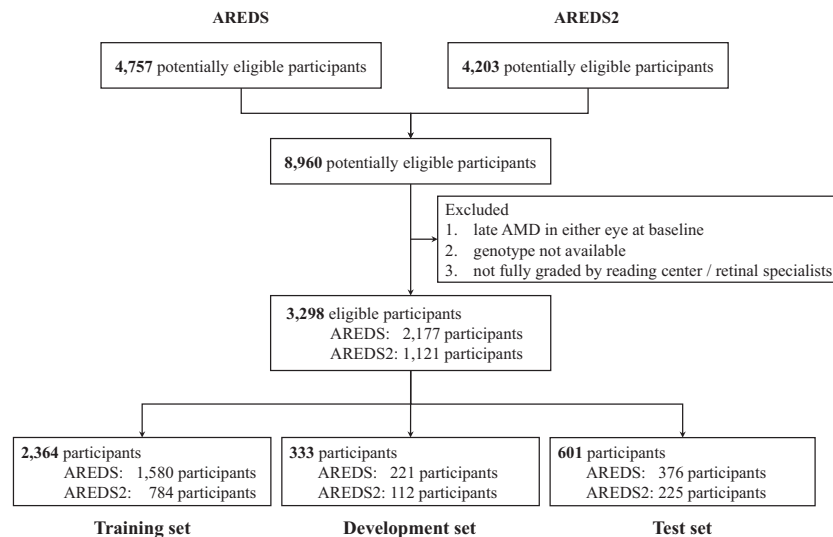 AREDS
AREDS2
4,757 potentially eligible participants
4,203 potentially eligible participants
8,960 potentially eligible participants
Excluded
1. late AMD in either eye at baseline
2. genotype not available
3. not fully graded by reading center / retinal specialists
3,298 eligible participants
AREDS: 2,177 participants
AREDS2: 1,121 participants
2,364 participants
AREDS: 1,580 participants
AREDS2: 784 participants
Training set
333 participants
AREDS: 221 participants
AREDS2: 112 participants
Development set
601 participants
AREDS: 376 participants
AREDS2: 225 participants
Test set